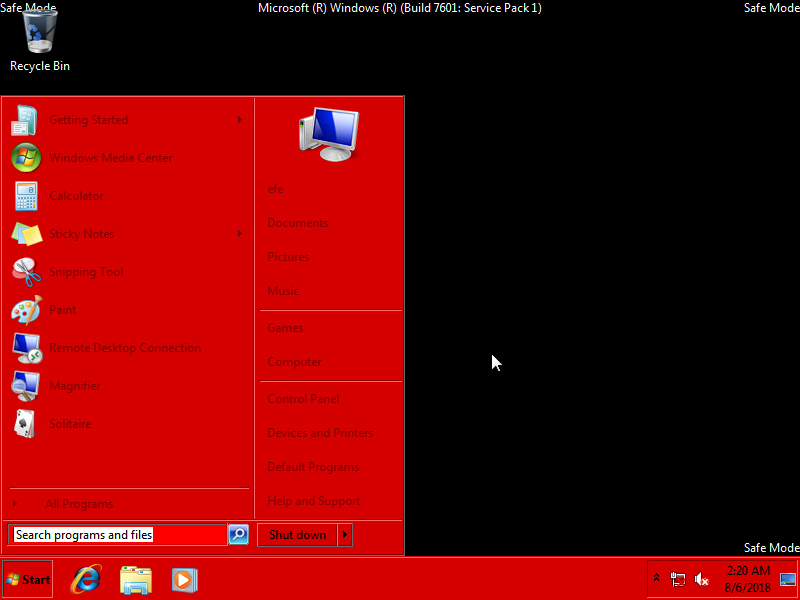 Safe Mode
Microsoft (R) Windows (R) (Build 7601: Service Pack 1)
Safe Mode
Recycle Bin
Getting Started
Windows Media Center
Calculator
Sticky Notes
Snipping Tool
Paint
Remote Desktop Connection
Magnifier
Solitaire
All Programs
Search programs and files
efe
Documents
Pictures
Music
Games
Computer
Control Panel
Devices and Printers
Default Programs
Help and Support
Shut down
Safe Mode
Start
2:20 AM
8/6/2018